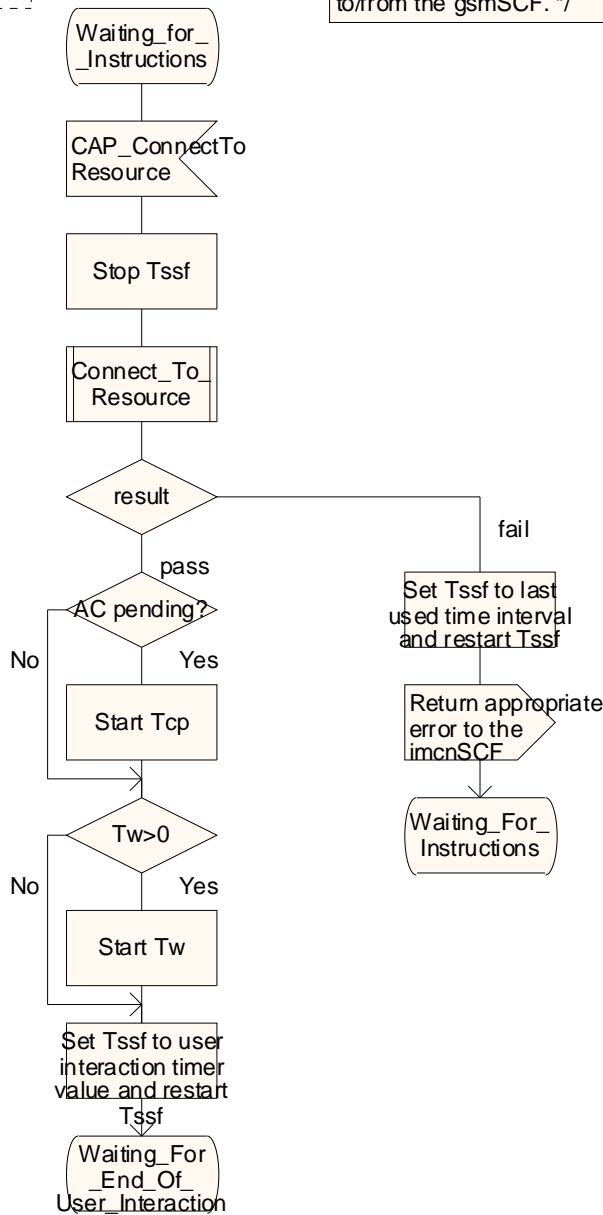 to/from the gsmSCF. */
Waiting_for_
_Instructions
CAP_ConnectTo
Resource
Stop Tssf
Connect_To_
Resource
result
fail
pass
Set Tssf to last
used time interval
and restart Tssf
AC pending?
No
Yes
Return appropriate
error to the
imcnSCF
Start Tcp
Waiting_For_
Instructions
Tw>0
No
Yes
Start Tw
Set Tssf to user
interaction timer
value and restart
Tssf
Waiting_For
_End_Of_
User_Interaction